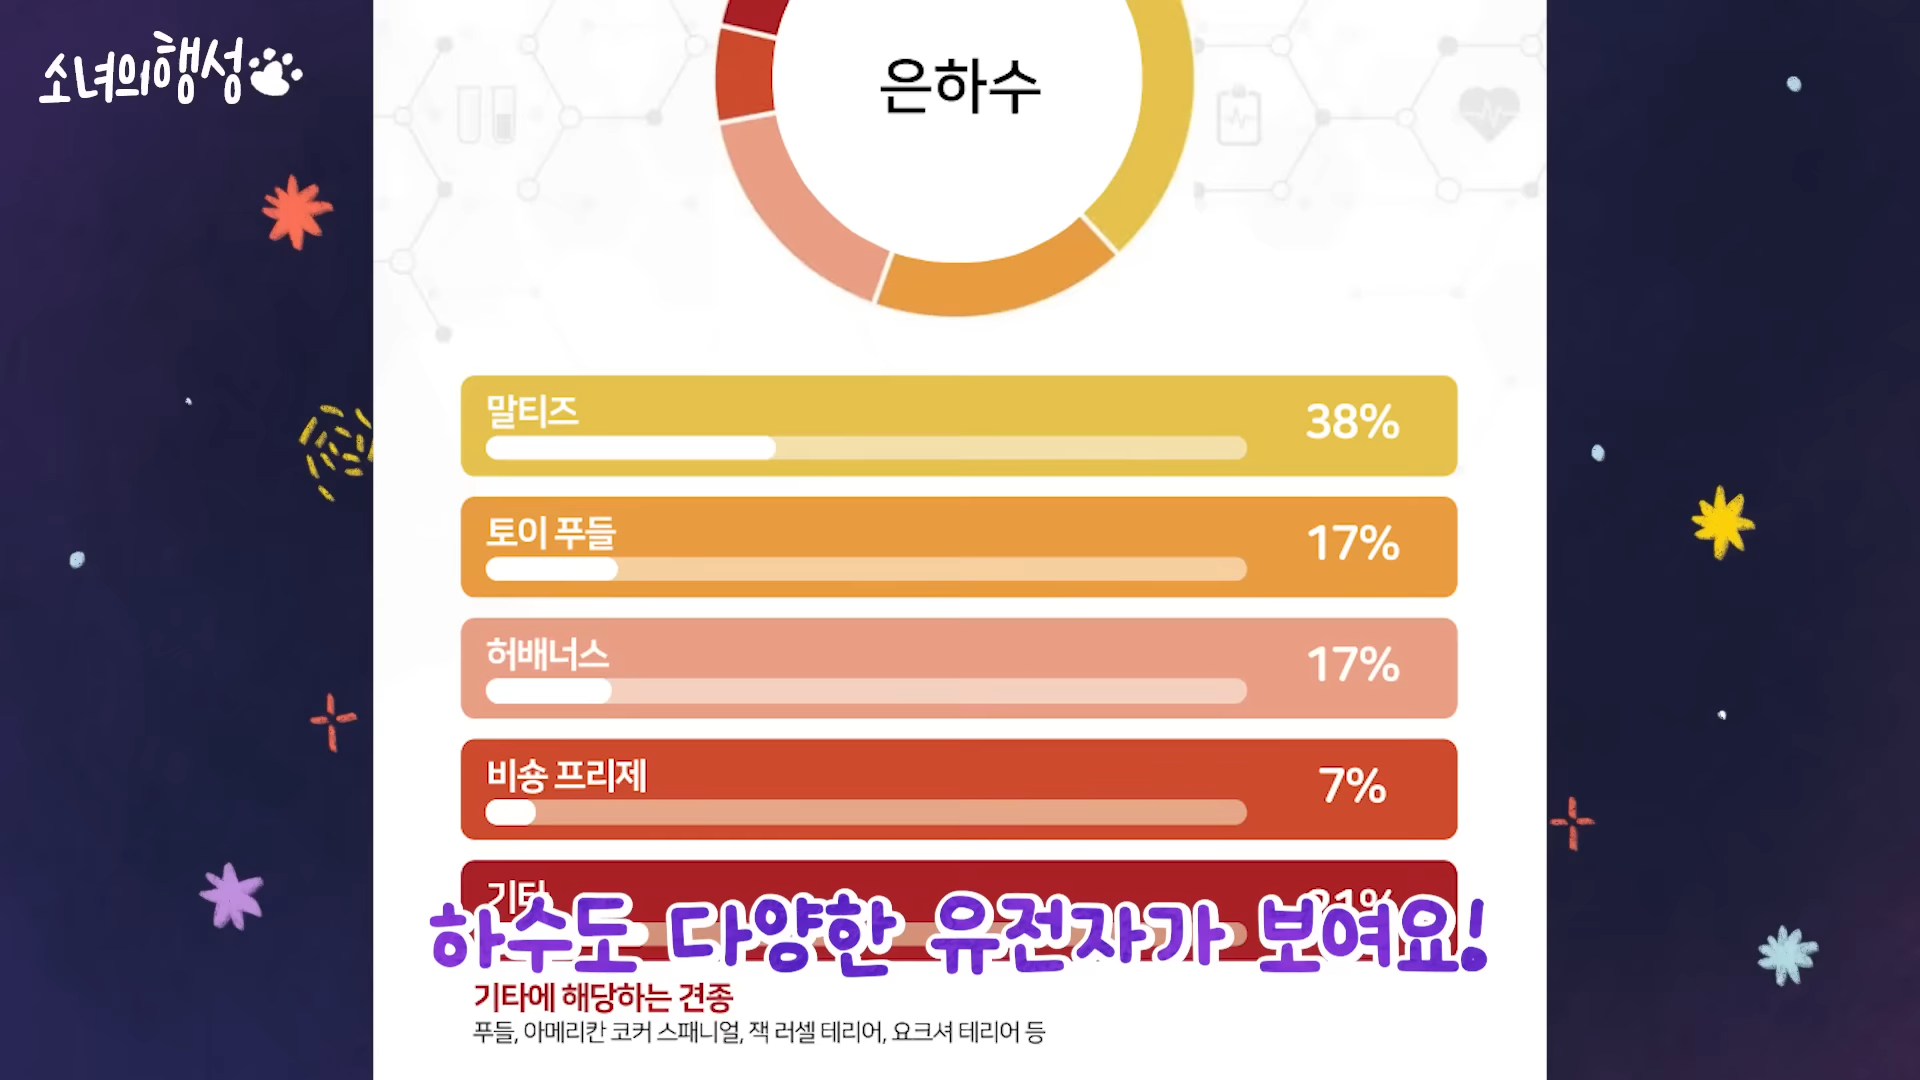 소녀의행성
은하수
말티즈
38%
토이 푸들
17%
허배너스
17%
비숑 프리제
7%
기타
21%
하수도 다양한 유전자가 보여요!
기타에 해당하는 견종
푸들, 아메리칸 코커 스패니얼, 잭 러셀 테리어, 요크셔 테리어 등